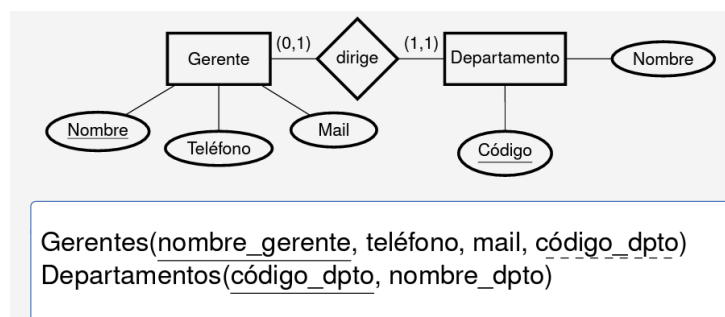 (0,1)
(1,1)
Gerente
dirige
Departamento
Nombre
Nombre
Teléfono
Mail
Código
Gerentes(nombre_gerente, teléfono, mail, código_dpto)
Departamentos(código_dpto, nombre_dpto)